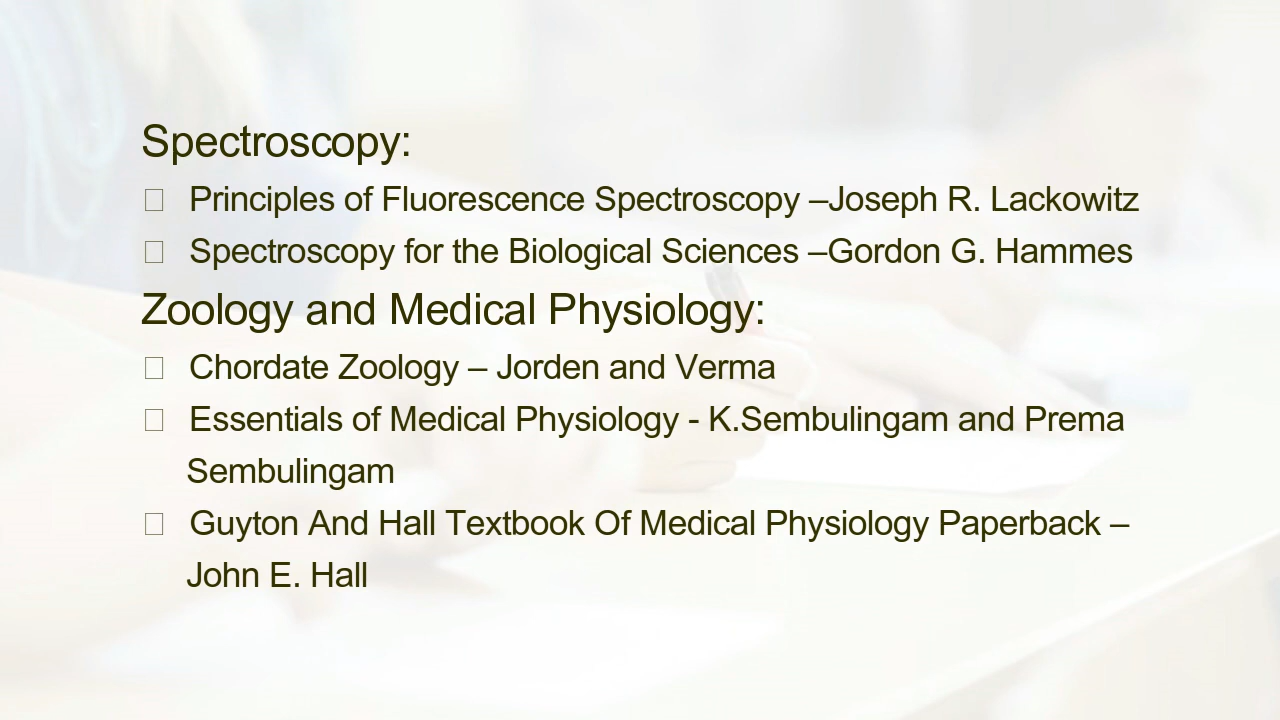 Spectroscopy:
□ Principles of Fluorescence Spectroscopy –Joseph R. Lackowitz
□ Spectroscopy for the Biological Sciences –Gordon G. Hammes
Zoology and Medical Physiology:
□ Chordate Zoology – Jorden and Verma
□ Essentials of Medical Physiology - K.Sembulingam and Prema
Sembulingam
□ Guyton And Hall Textbook Of Medical Physiology Paperback –
John E. Hall